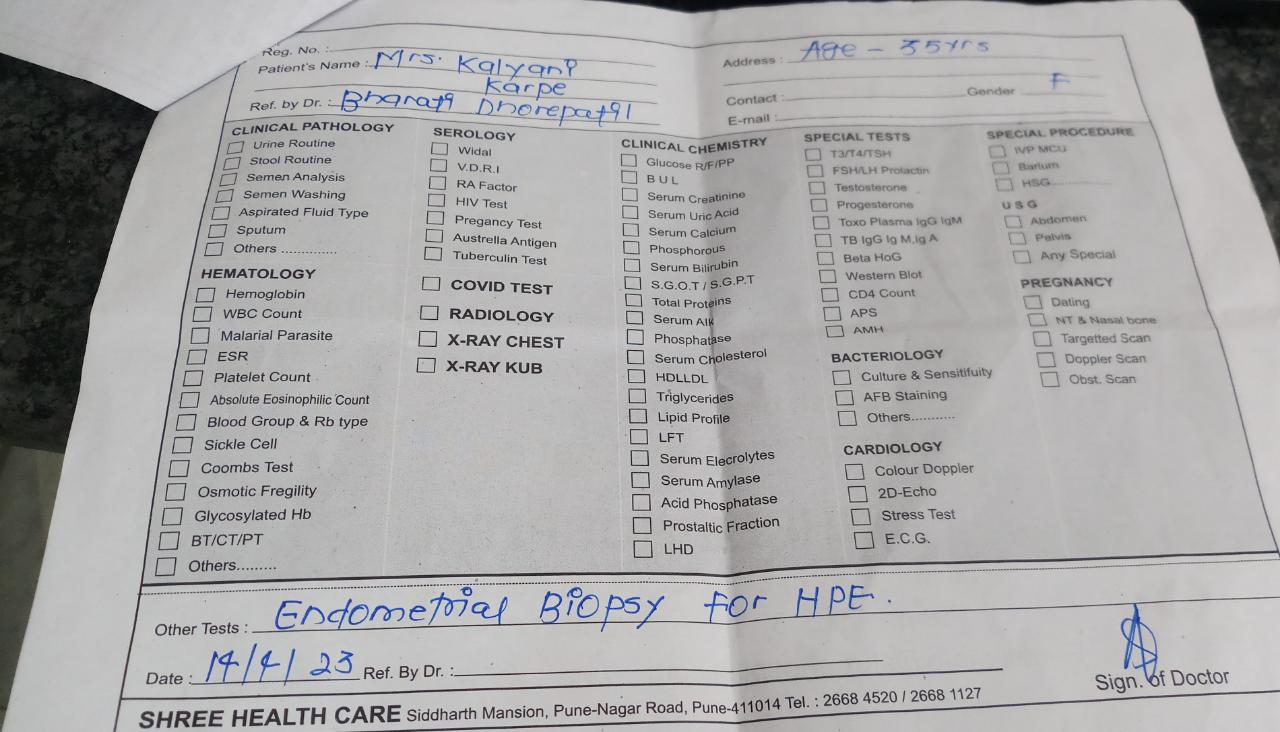 Reg. No. :
Patient's Name : Mrs. Kalyani
Karpe
Ref. by Dr. : Bharati Dhorepatil
Address : Age - 35 yrs
Gender F
Contact :
E-mail :
CLINICAL PATHOLOGY
Urine Routine
Stool Routine
Semen Analysis
Semen Washing
Aspirated Fluid Type
Sputum
Others ..............
HEMATOLOGY
Hemoglobin
WBC Count
Malarial Parasite
ESR
Platelet Count
Absolute Eosinophilic Count
Blood Group & Rb type
Sickle Cell
Coombs Test
Osmotic Fregility
Glycosylated Hb
BT/CT/PT
Others.........
SEROLOGY
Widal
V.D.R.I
RA Factor
HIV Test
Pregancy Test
Austrella Antigen
Tuberculin Test
COVID TEST
RADIOLOGY
X-RAY CHEST
X-RAY KUB
CLINICAL CHEMISTRY
Glucose R/F/PP
B U L
Serum Creatinine
Serum Uric Acid
Serum Calcium
Phosphorous
Serum Bilirubin
S.G.O.T / S.G.P.T
Total Proteins
Serum Alk
Phosphatase
Serum Cholesterol
HDLLDL
Triglycerides
Lipid Profile
LFT
Serum Elecrolytes
Serum Amylase
Acid Phosphatase
Prostaltic Fraction
LHD
SPECIAL TESTS
T3/T4/TSH
FSH/LH Prolactin
Testosterone
Progesterone
Toxo Plasma IgG IgM
TB IgG Ig M,Ig A
Beta HoG
Western Blot
CD4 Count
APS
AMH
BACTERIOLOGY
Culture & Sensitifuity
AFB Staining
Others...........
CARDIOLOGY
Colour Doppler
2D-Echo
Stress Test
E.C.G.
SPECIAL PROCEDURE
IVP MCU
Barium
HSG......................
U S G
Abdomen
Pelvis
Any Special
PREGNANCY
Dating
NT & Nasal bone
Targetted Scan
Doppler Scan
Obst. Scan
Other Tests : Endometrial Biopsy for HPE.
Date : 14/4/23 Ref. By Dr. :
Sign. of Doctor
SHREE HEALTH CARE Siddharth Mansion, Pune-Nagar Road, Pune-411014 Tel. : 2668 4520 / 2668 1127